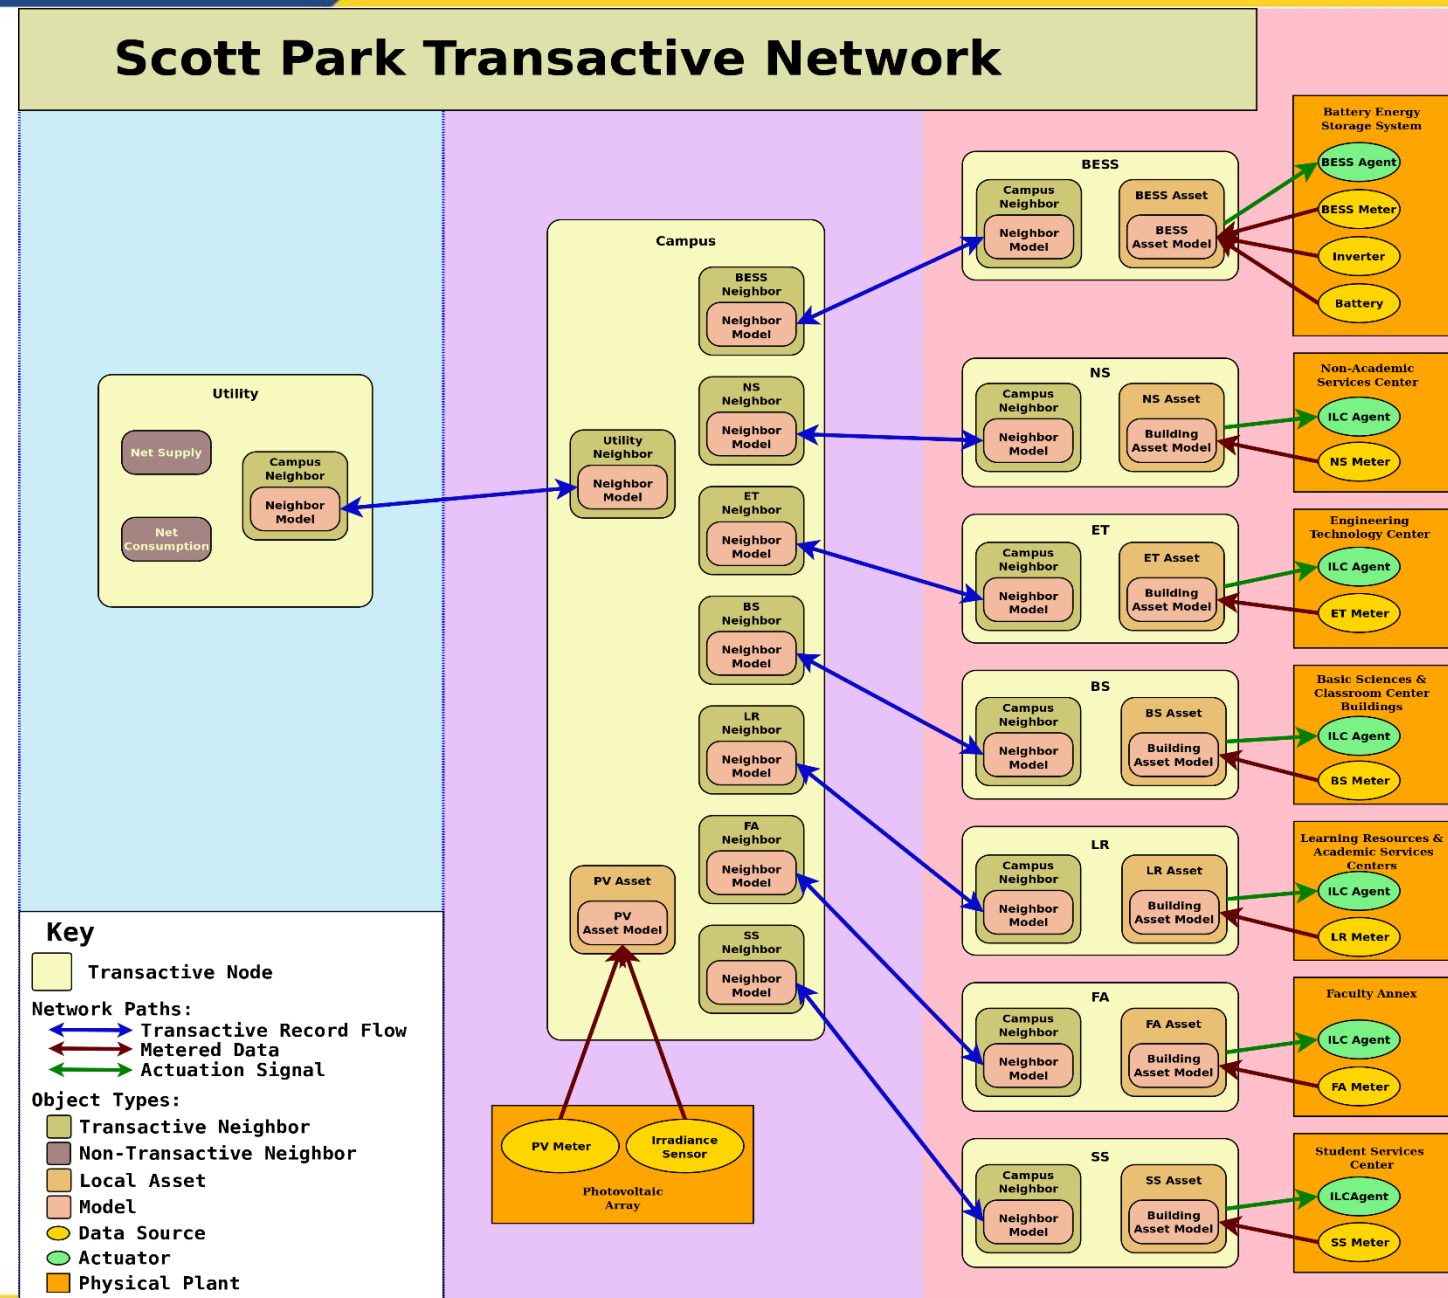 Scott Park Transactive Network
Utility
Net Supply
Net
Consumption
Campus
Neighbor
Neighbor
Model
Campus
Utility
Neighbor
Neighbor
Model
BESS
Neighbor
Neighbor
Model
NS
Neighbor
Neighbor
Model
ET
Neighbor
Neighbor
Model
BS
Neighbor
Neighbor
Model
LR
Neighbor
Neighbor
Model
FA
Neighbor
Neighbor
Model
SS
Neighbor
Neighbor
Model
PV Asset
PV
Asset Model
PV Meter
Irradiance
Sensor
Photovoltaic
Array
BESS
Campus
Neighbor
Neighbor
Model
BESS Asset
BESS
Asset Model
Battery Energy
Storage System
BESS Agent
BESS Meter
Inverter
Battery
NS
Campus
Neighbor
Neighbor
Model
NS Asset
Building
Asset Model
Non-Academic
Services Center
ILC Agent
NS Meter
ET
Campus
Neighbor
Neighbor
Model
ET Asset
Building
Asset Model
Engineering
Technology Center
ILC Agent
ET Meter
BS
Campus
Neighbor
Neighbor
Model
BS Asset
Building
Asset Model
Basic Sciences &
Classroom Center
Buildings
ILC Agent
BS Meter
LR
Campus
Neighbor
Neighbor
Model
LR Asset
Building
Asset Model
Learning Resources &
Academic Services
Centers
ILC Agent
LR Meter
FA
Campus
Neighbor
Neighbor
Model
FA Asset
Building
Asset Model
Faculty Annex
ILC Agent
FA Meter
SS
Campus
Neighbor
Neighbor
Model
SS Asset
Building
Asset Model
Student Services
Center
ILCAgent
SS Meter
Key
Transactive Node
Network Paths:
Transactive Record Flow
Metered Data
Actuation Signal
Object Types:
Transactive Neighbor
Non-Transactive Neighbor
Local Asset
Model
Data Source
Actuator
Physical Plant